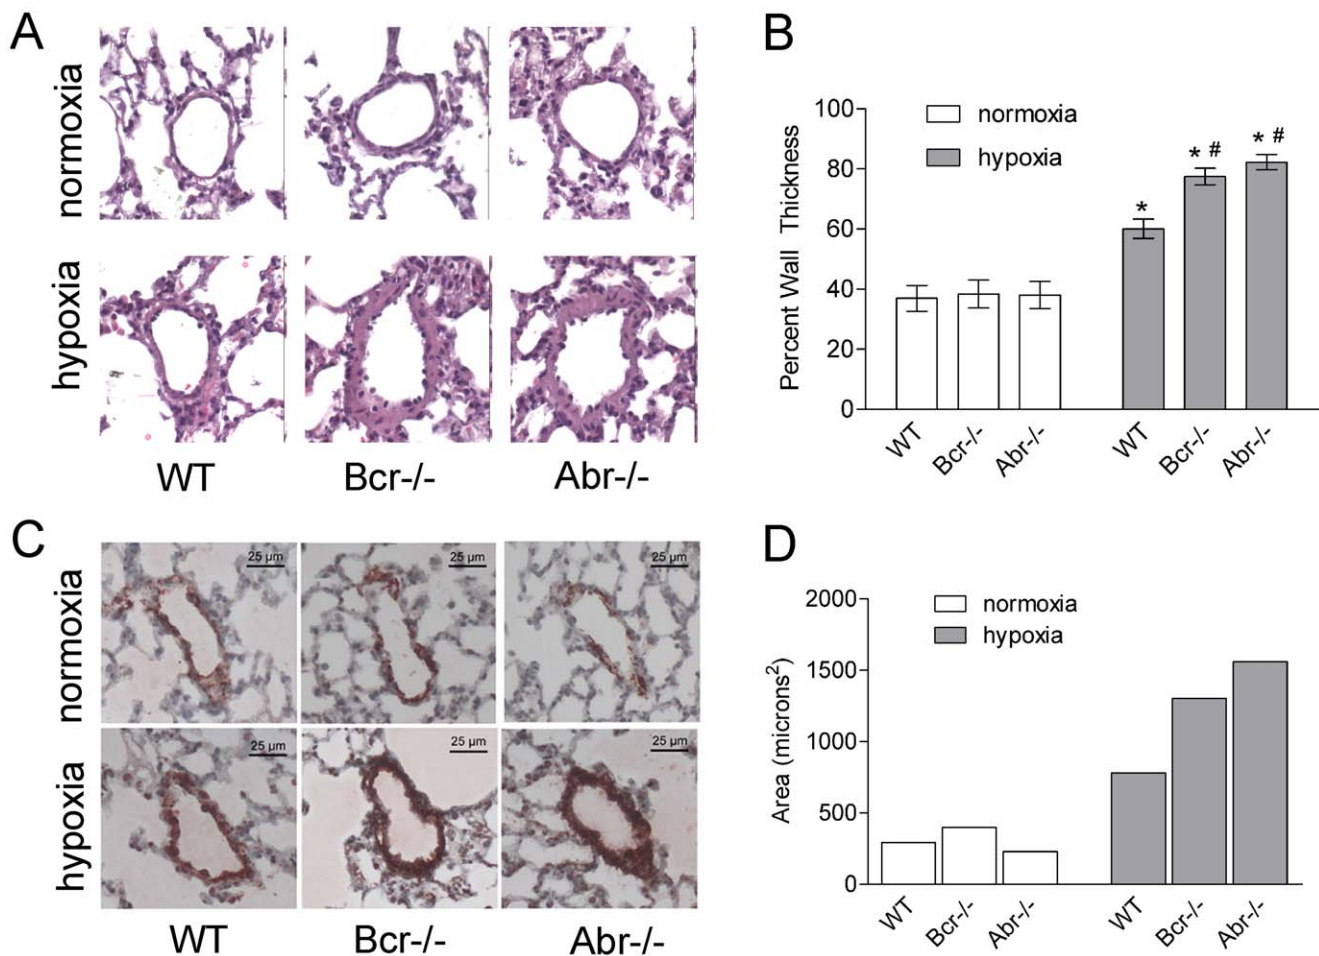 A
normoxia
hypoxia
WT Bcr-/- Abr-/-
B
Percent Wall Thickness
100
80
60
40
20
0
normoxia
hypoxia
*
* #
* #
WT Bcr-/- Abr-/- WT Bcr-/- Abr-/-
C
normoxia
hypoxia
25 µm 25 µm 25 µm
25 µm 25 µm 25 µm
WT Bcr-/- Abr-/-
D
Area (microns²)
2000
1500
1000
500
0
normoxia
hypoxia
WT Bcr-/- Abr-/- WT Bcr-/- Abr-/-